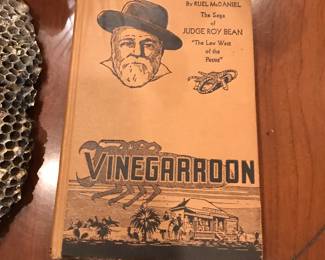 By RUEL McDANIEL
The Saga
of
JUDGE ROY BEAN
"The Law West
of the
Pecos"
VINEGARROON